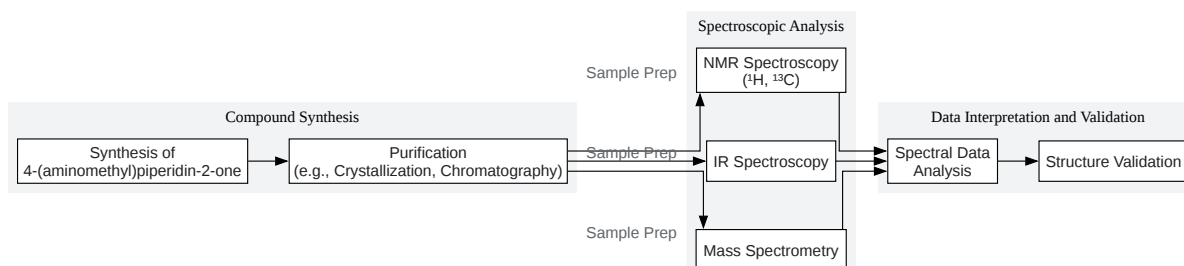 Spectroscopic Analysis
Sample Prep
NMR Spectroscopy
(¹H, ¹³C)
Compound Synthesis
Data Interpretation and Validation
Synthesis of
4-(aminomethyl)piperidin-2-one
Purification
(e.g., Crystallization, Chromatography)
Sample Prep
IR Spectroscopy
Spectral Data
Analysis
Structure Validation
Sample Prep
Mass Spectrometry